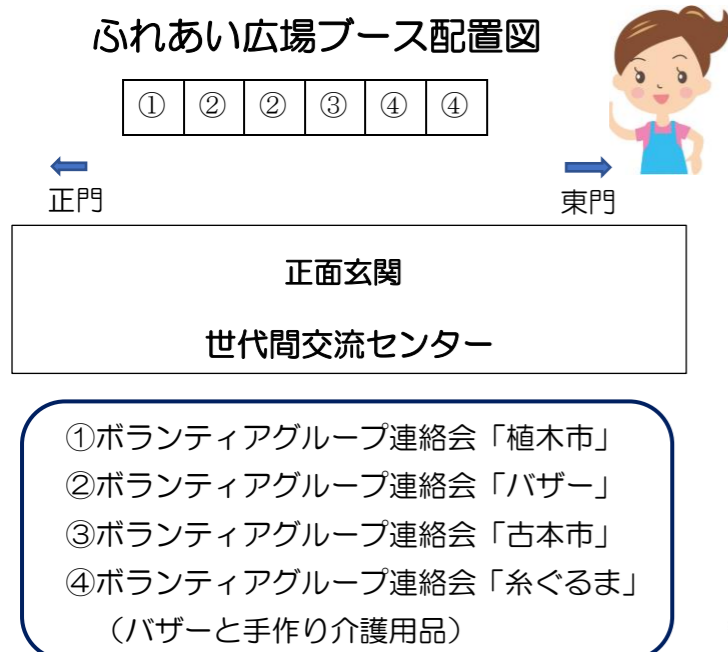 ふれあい広場ブース配置図
① ② ② ③ ④ ④
正門 東門
正面玄関
世代間交流センター
①ボランティアグループ連絡会「植木市」
②ボランティアグループ連絡会「バザー」
③ボランティアグループ連絡会「古本市」
④ボランティアグループ連絡会「糸ぐるま」
（バザーと手作り介護用品）